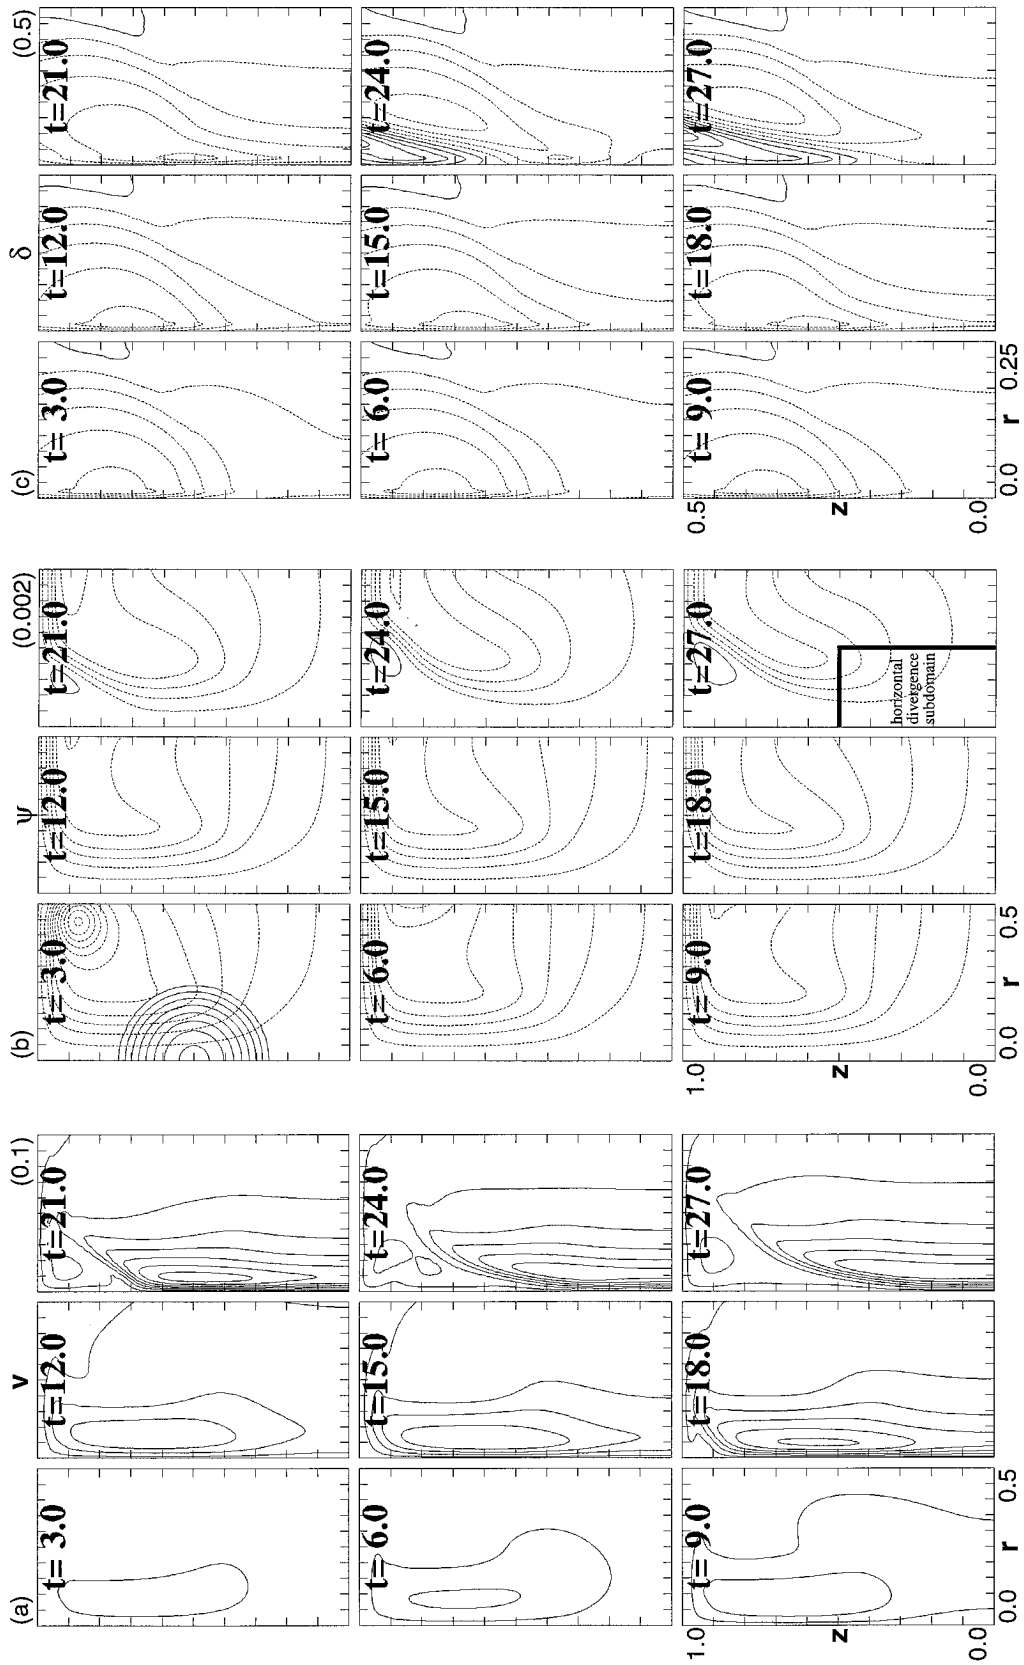 (a) v (0.1)
t= 3.0 t=12.0 t=21.0
t= 6.0 t=15.0 t=24.0
t= 9.0 t=18.0 t=27.0
1.0
z
0.0
0.0 r 0.5
(b) ψ (0.002)
t= 3.0 t=12.0 t=21.0
t= 6.0 t=15.0 t=24.0
t= 9.0 t=18.0 t=27.0
horizontal
divergence
subdomain
1.0
z
0.0
0.0 r 0.5
(c) δ (0.5)
t= 3.0 t=12.0 t=21.0
t= 6.0 t=15.0 t=24.0
t= 9.0 t=18.0 t=27.0
0.5
z
0.0
0.0 r 0.25